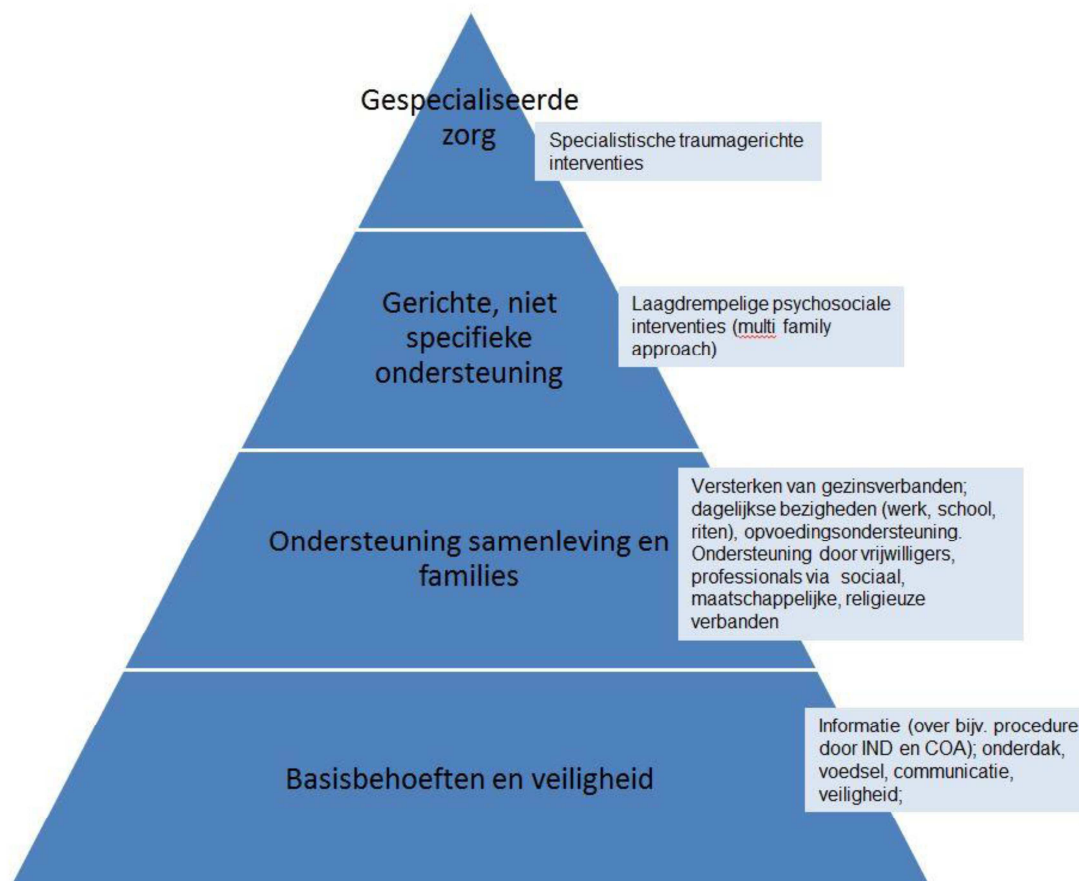 Gespecialiseerde
zorg
Specialistische traumagerichte
interventies
Gerichte, niet
specifieke
ondersteuning
Laagdrempelige psychosociale
interventies (multi family
approach)
Ondersteuning samenleving en
families
Versterken van gezinsverbanden;
dagelijkse bezigheden (werk, school,
riten), opvoedingsondersteuning.
Ondersteuning door vrijwilligers,
professionals via sociaal,
maatschappelijke, religieuze
verbanden
Basisbehoeften en veiligheid
Informatie (over bijv. procedure
door IND en COA); onderdak,
voedsel, communicatie,
veiligheid;